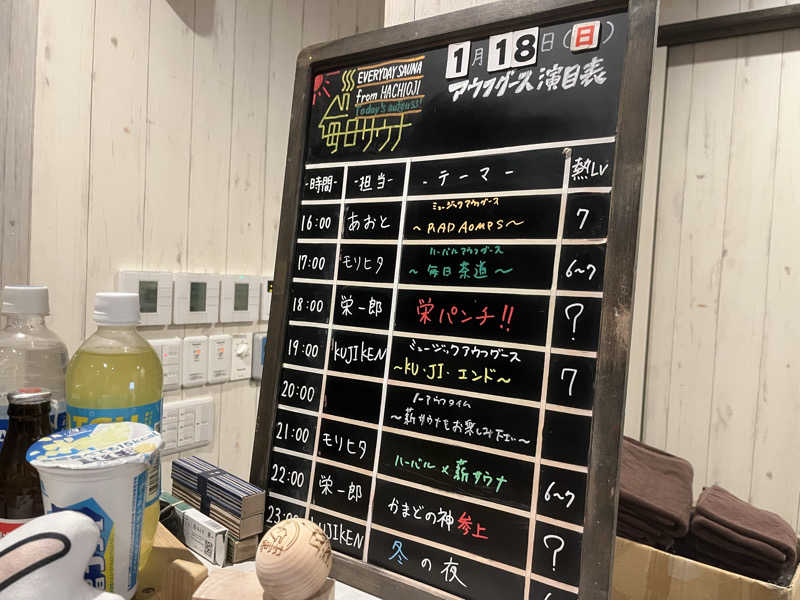 EVERYDAY SAUNA
from HACHIOJI
Today's aufguss!
毎日サウナ
1月18日(日)
アウフグース演目表
-時間- -担当- -テーマー- 熱LV
ミュージックアウフグース
16:00 あおと ~RADAOMPS~ 7
ハーバルアウフグース
17:00 モリヒタ ~毎日茶道~ 6~7
18:00 栄一郎 栄パンチ!! ?
ミュージックアウフグース
19:00 KUJIKEN ~KU・JI・エンド~ 7
ノーアウフタイム
20:00 ~薪サウナをお楽しみ下さい~
21:00 モリヒタ ハーバル×薪サウナ 6~7
22:00 栄一郎 かまどの神参上 ?
23:00 KUJIKEN 冬の夜